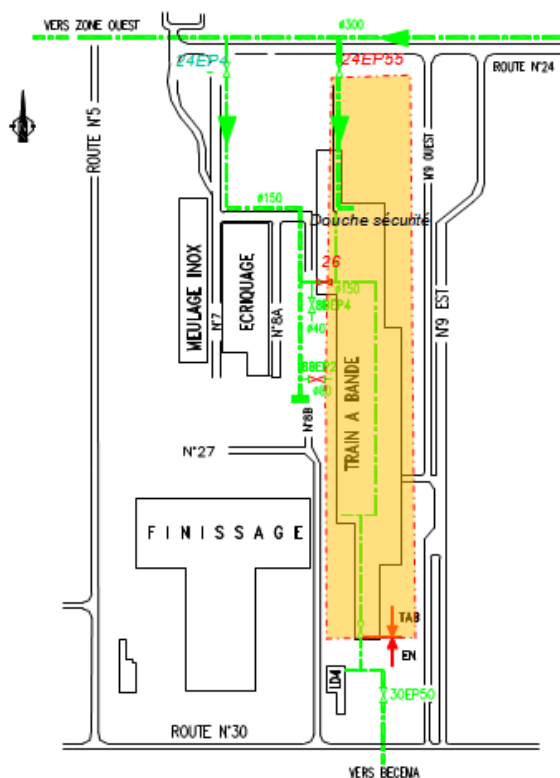 VERS ZONE OUEST
ø300
24EP4
24EP55
ROUTE N°24
ROUTE N°5
N°9 OUEST
ø150
Douche sécurité
MEULAGE INOX
ECRIQUAGE
26
ø150
8BEP4
N°7
N°8A
ø40
N°9 EST
8BEP2
ø80
N°8B
TRAIN A BANDE
N°27
FINISSAGE
TAB
EN
LD4
30EP50
ROUTE N°30
VERS BECEMA